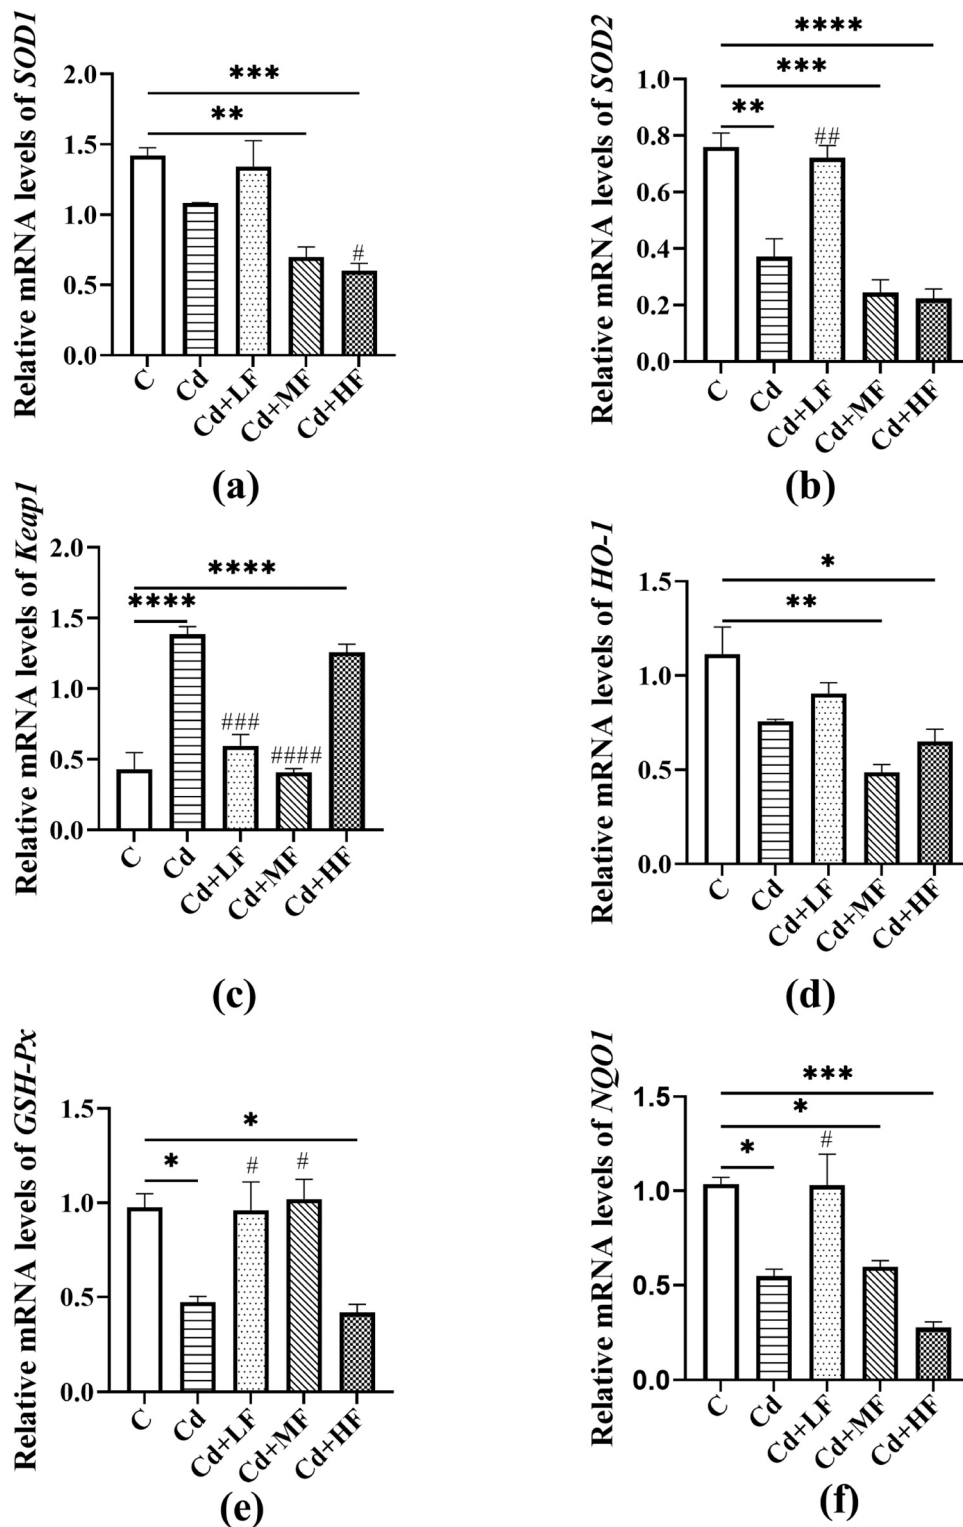 Relative mRNA levels of SOD1
2.0
1.5
1.0
0.5
0.0
***
**
#
C
Cd
Cd+LF
Cd+MF
Cd+HF
(a)
Relative mRNA levels of SOD2
1.0
0.8
0.6
0.4
0.2
0.0
****
***
**
##
C
Cd
Cd+LF
Cd+MF
Cd+HF
(b)
Relative mRNA levels of Keap1
2.0
1.5
1.0
0.5
0.0
****
****
###
####
C
Cd
Cd+LF
Cd+MF
Cd+HF
(c)
Relative mRNA levels of HO-1
1.5
1.0
0.5
0.0
*
**
C
Cd
Cd+LF
Cd+MF
Cd+HF
(d)
Relative mRNA levels of GSH-Px
1.5
1.0
0.5
0.0
*
*
#
#
C
Cd
Cd+LF
Cd+MF
Cd+HF
(e)
Relative mRNA levels of NQO1
1.5
1.0
0.5
0.0
***
*
*
#
C
Cd
Cd+LF
Cd+MF
Cd+HF
(f)